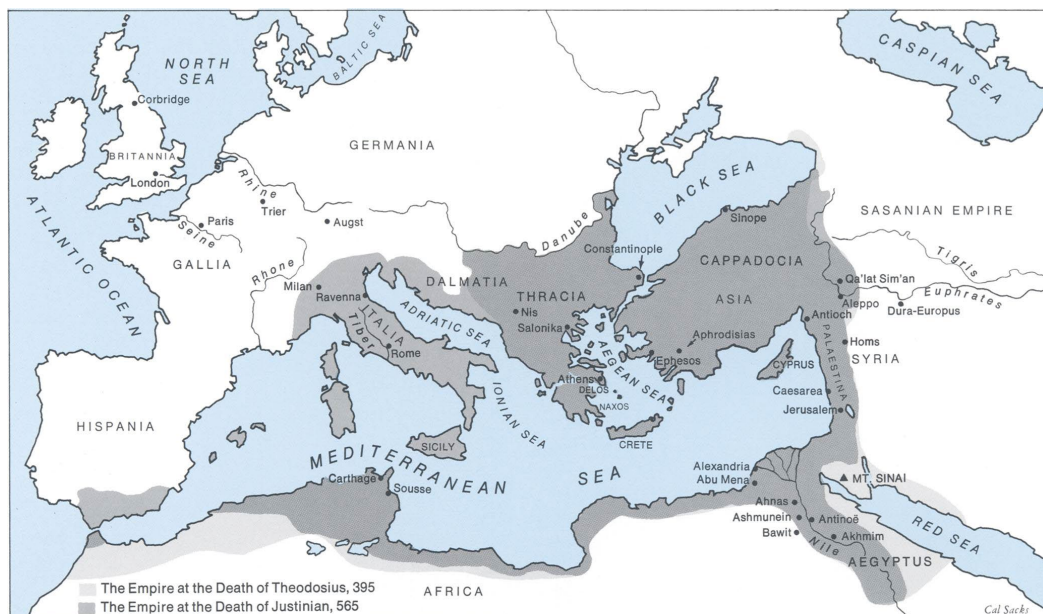 NORTH
SEA
BALTIC SEA
CASPIAN SEA
Corbridge
BRITANNIA
London
GERMANIA
Rhine
Trier
Augst
Paris
Seine
GALLIA
Rhone
ATLANTIC OCEAN
BLACK SEA
Sinope
SASANIAN EMPIRE
Danube
Constantinople
CAPPADOCIA
Tigris
Qa'lat Sim'an
Euphrates
Aleppo
Dura-Europus
Milan
Ravenna
DALMATIA
THRACIA
ASIA
Nis
Salonika
ITALIA
Tiber
Rome
ADRIATIC SEA
AEGEAN SEA
Aphrodisias
Ephesos
Antioch
Homs
SYRIA
PALAESTINA
CYPRUS
Caesarea
Jerusalem
Athens
DELOS
NAXOS
IONIAN SEA
HISPANIA
SICILY
CRETE
MEDITERRANEAN
SEA
Carthage
Sousse
Alexandria
Abu Mena
MT. SINAI
Ahnas
Ashmunein
Antinoë
Bawit
Akhmim
Nile
RED SEA
AEGYPTUS
AFRICA
The Empire at the Death of Theodosius, 395
The Empire at the Death of Justinian, 565
Cal Sacks